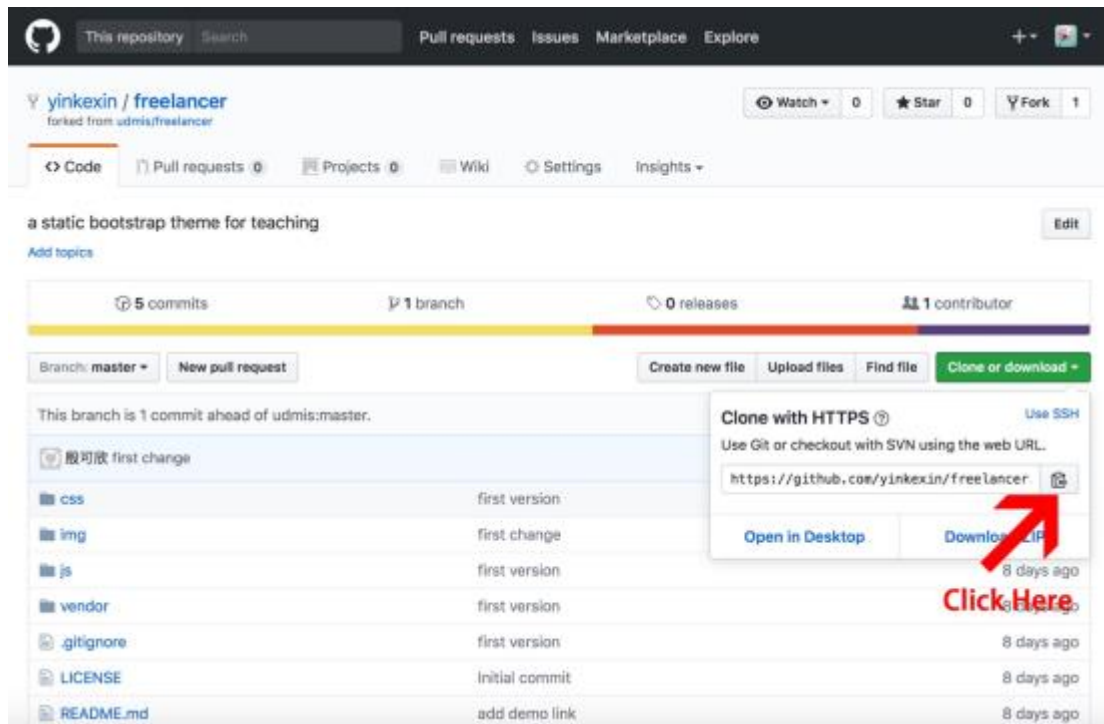 This repository Search Pull requests Issues Marketplace Explore
yinkexin / freelancer Watch 0 Star 0 Fork 1
forked from udmis/freelancer
Code Pull requests 0 Projects 0 Wiki Settings Insights
a static bootstrap theme for teaching Edit
Add topics
5 commits 1 branch 0 releases 1 contributor
Branch: master New pull request Create new file Upload files Find file Clone or download
This branch is 1 commit ahead of udmis:master.
Clone with HTTPS Use SSH
Use Git or checkout with SVN using the web URL.
殷可欣 first change
https://github.com/yinkexin/freelancer
css first version
img first change
Open in Desktop Download ZIP
js first version 8 days ago
Click Here
vendor first version 8 days ago
.gitignore first version 8 days ago
LICENSE Initial commit 8 days ago
README.md add demo link 8 days ago